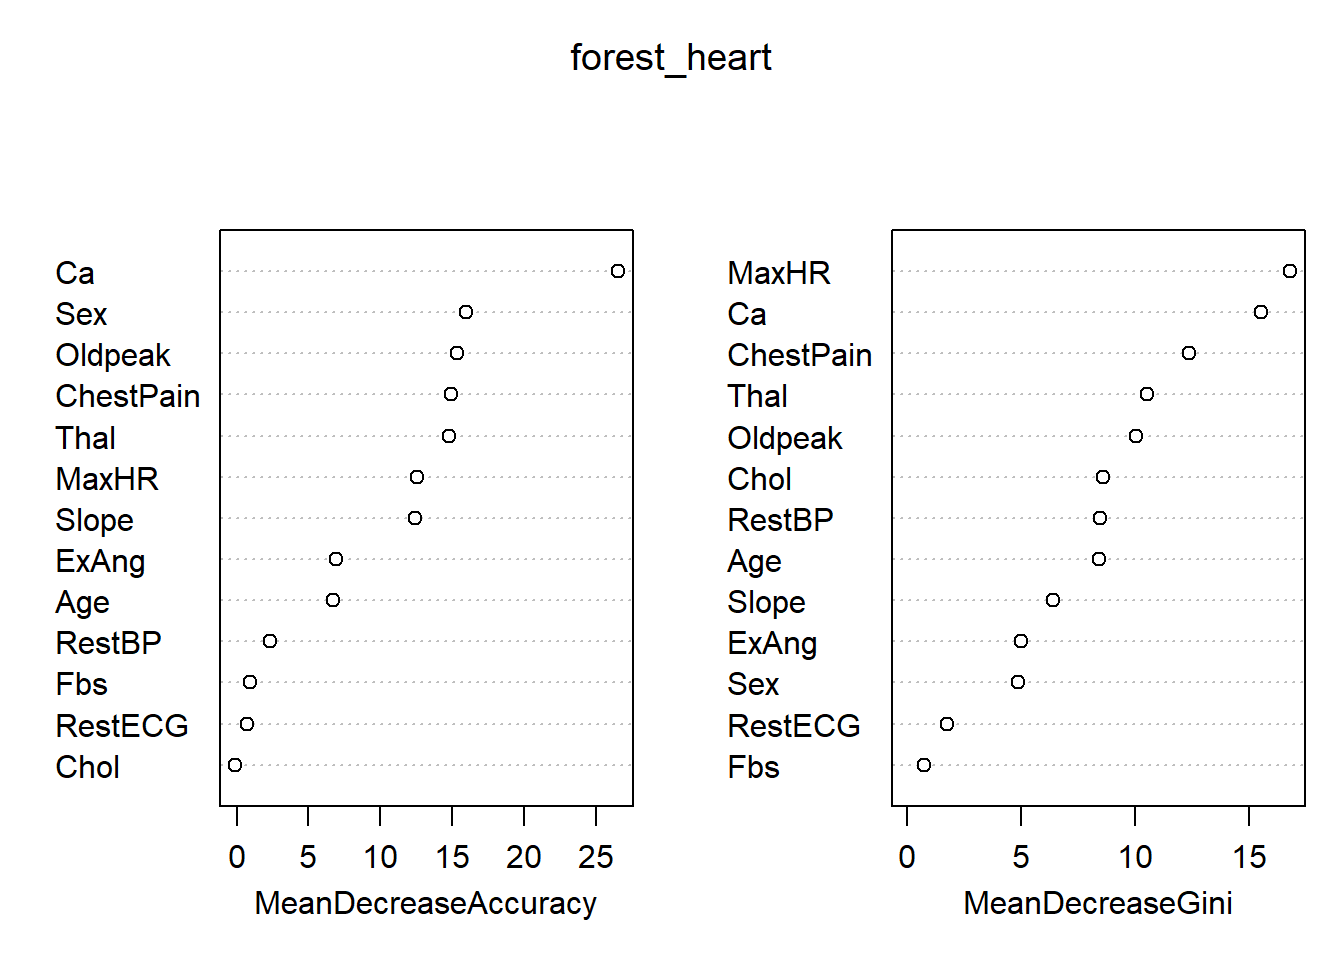 forest_heart
Ca
Sex
Oldpeak
ChestPain
Thal
MaxHR
Slope
ExAng
Age
RestBP
Fbs
RestECG
Chol
0 5 10 15 20 25
MeanDecreaseAccuracy
MaxHR
Ca
ChestPain
Thal
Oldpeak
Chol
RestBP
Age
Slope
ExAng
Sex
RestECG
Fbs
0 5 10 15
MeanDecreaseGini